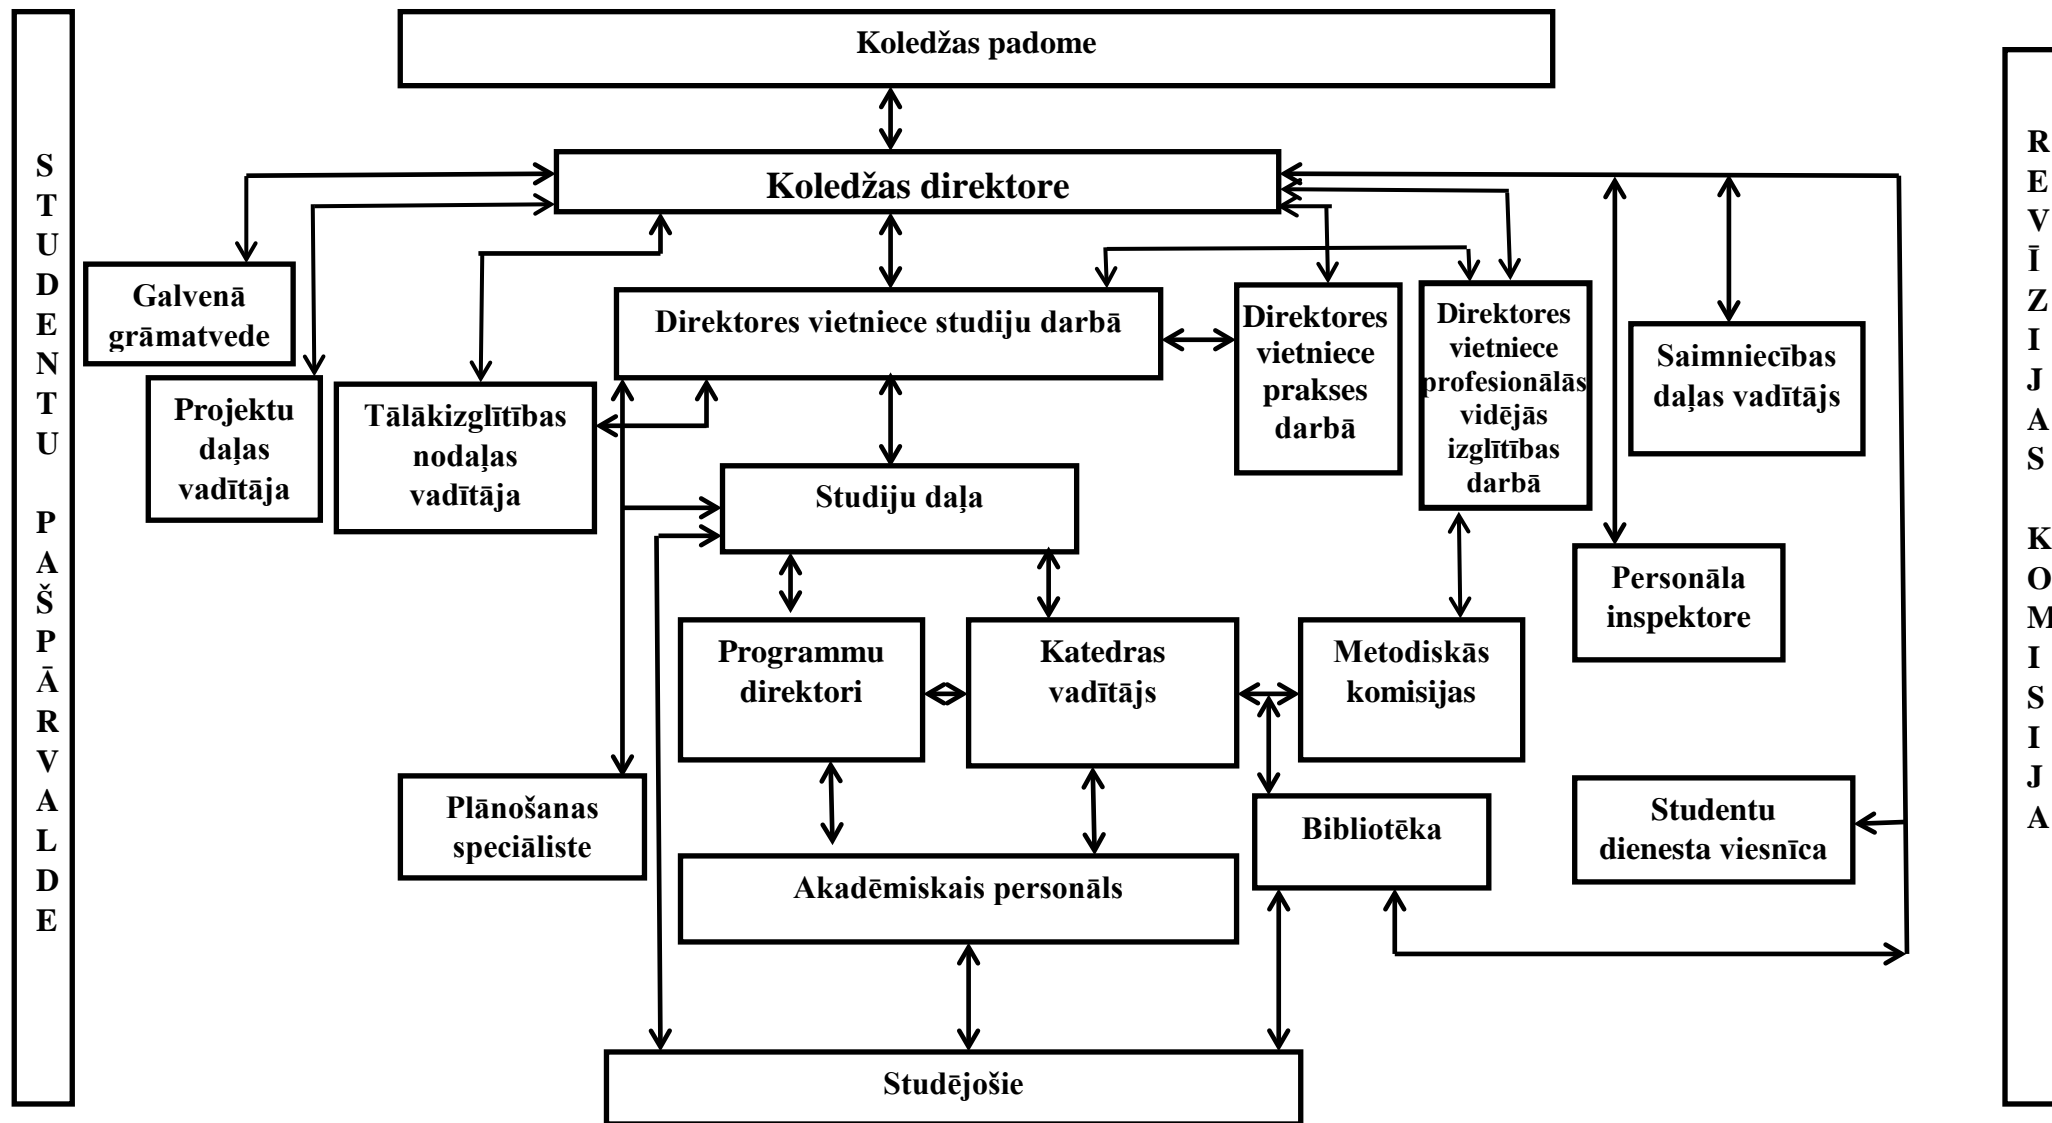 Koledžas padome
Koledžas direktore
STUDENTU PAŠPĀRVALDE
REVĪZIJAS KOMISIJA
Galvenā
grāmatvede
Projektu
daļas
vadītāja
Tālākizglītības
nodaļas
vadītāja
Direktores vietniece studiju darbā
Direktores
vietniece
prakses
darbā
Direktores
vietniece
profesionālās
vidējās
izglītības
darbā
Saimniecības
daļas vadītājs
Studiju daļa
Personāla
inspektore
Programmu
direktori
Katedras
vadītājs
Metodiskās
komisijas
Plānošanas
speciāliste
Bibliotēka
Studentu
dienesta viesnīca
Akadēmiskais personāls
Studējošie